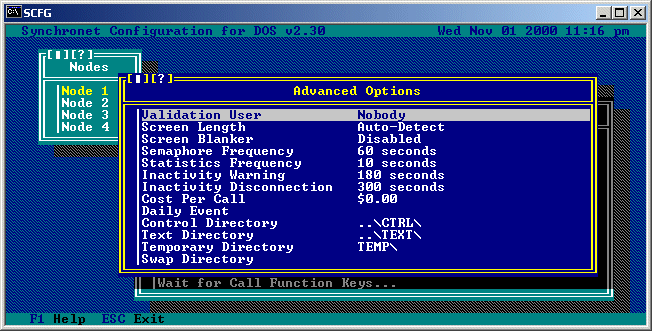 SCFG
Synchronet Configuration for DOS v2.30 Wed Nov 01 2000 11:16 pm
[■][?]
Nodes
Node 1
Node 2
Node 3
Node 4
[■][?]
Advanced Options
Validation User Nobody
Screen Length Auto-Detect
Screen Blanker Disabled
Semaphore Frequency 60 seconds
Statistics Frequency 10 seconds
Inactivity Warning 180 seconds
Inactivity Disconnection 300 seconds
Cost Per Call $0.00
Daily Event
Control Directory ..\CTRL\
Text Directory ..\TEXT\
Temporary Directory TEMP\
Swap Directory
Wait for Call Function Keys...
F1 Help ESC Exit